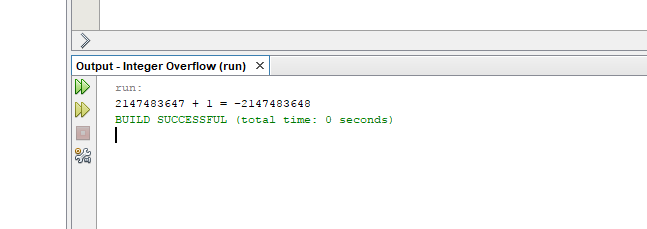 Output - Integer Overflow (run)
run:
2147483647 + 1 = -2147483648
BUILD SUCCESSFUL (total time: 0 seconds)